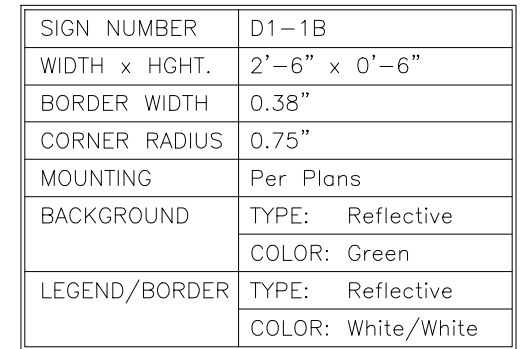 SIGN NUMBER D1-1B
WIDTH x HGHT. 2'-6" x 0'-6"
BORDER WIDTH 0.38"
CORNER RADIUS 0.75"
MOUNTING Per Plans
BACKGROUND TYPE: Reflective
COLOR: Green
LEGEND/BORDER TYPE: Reflective
COLOR: White/White